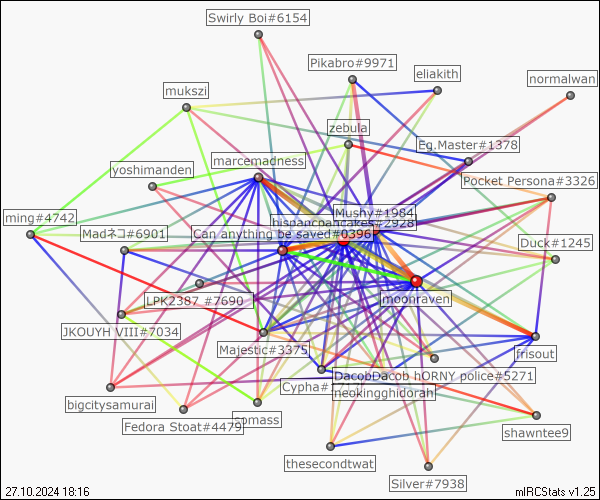 Swirly Boi#6154
Pikabro#9971
eliakith
normalwan
mukszi
zebula
Eg.Master#1378
marcemadness
yoshimanden
Pocket Persona#3326
Mushy#1984
ming#4742
hispanicpancakes#2928
Madネコ#6901
Can anything be saved#0396
Duck#1245
moonraven
LPK2387 #7690
JKOUYH VIII#7034
Majestic#3375
frisout
DacobDacob hORNY police#5271
Cypha#
neokingghidorah
bigcitysamurai
Fedora Stoat#4479
shawntee9
thesecondtwat
Silver#7938
27.10.2024 18:16
mIRCStats v1.25